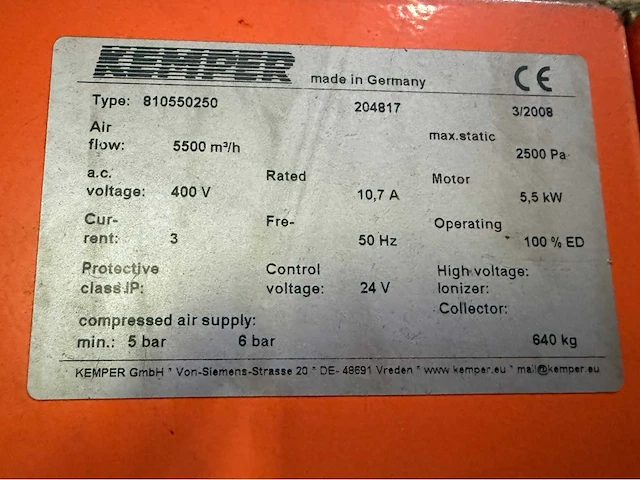 KEMPER made in Germany CE
Type: 810550250 204817 3/2008
Air flow: 5500 m³/h max.static 2500 Pa
a.c. voltage: 400 V Rated 10,7 A Motor 5,5 kW
Cur-rent: 3 Fre- 50 Hz Operating 100 % ED
Protective class.IP: Control voltage: 24 V High voltage:
Ionizer:
Collector:
compressed air supply:
min.: 5 bar 6 bar 640 kg
KEMPER GmbH * Von-Siemens-Strasse 20 * DE- 48691 Vreden * www.kemper.eu * mail@kemper.eu